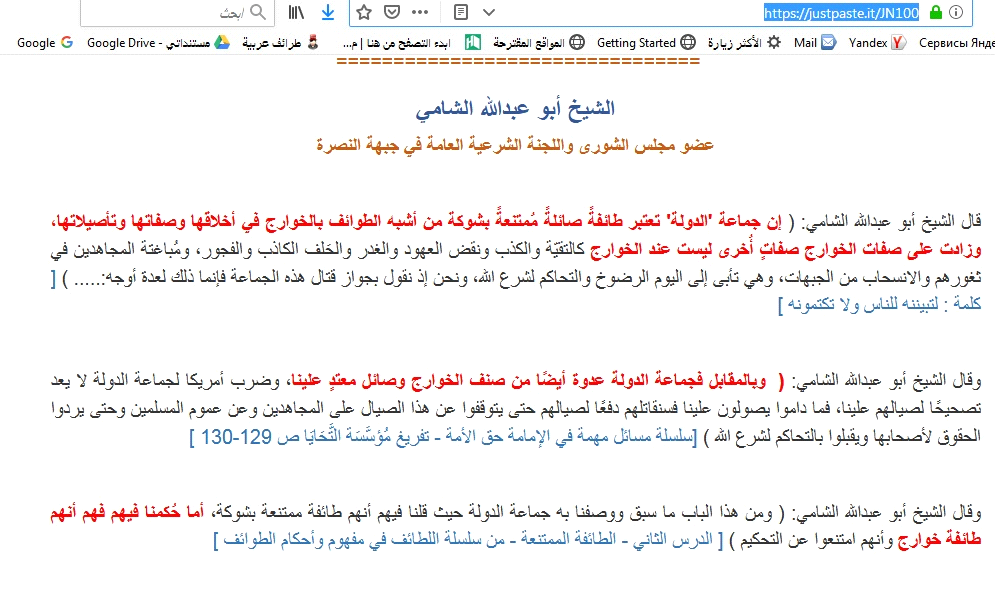 https://justpaste.it/JN100
ابحث
Google
Google Drive - مستنداتي
طرائف عربية
ابدء التصفح من هنا | م...
المواقع المقترحة
Getting Started
الأكثر زيارة
Mail
Yandex
Сервисы Янде
================================
الشيخ أبو عبدالله الشامي
عضو مجلس الشورى واللجنة الشرعية العامة في جبهة النصرة
قال الشيخ أبو عبدالله الشامي: ( إن جماعة 'الدولة' تعتبر طائفةً صائلةً مُمتنعةً بشوكة من أشبه الطوائف بالخوارج في أخلاقها وصفاتها وتأصيلاتها،
وزادت على صفات الخوارج صفاتٍ أُخرى ليست عند الخوارج كالتقيّة والكذب ونقض العهود والغدر والحَلف الكاذب والفجور، ومُباغتة المجاهدين في
ثغورهم والانسحاب من الجبهات، وهي تأبى إلى اليوم الرضوخ والتحاكم لشرع الله، ونحن إذ نقول بجواز قتال هذه الجماعة فإنما ذلك لعدة أوجه:..... ) [
كلمة : لتبيننه للناس ولا تكتمونه ]
وقال الشيخ أبو عبدالله الشامي: ( وبالمقابل فجماعة الدولة عدوة أيضًا من صنف الخوارج وصائل معتدٍ علينا، وضرب أمريكا لجماعة الدولة لا يعد
تصحيحًا لصيالهم علينا، فما داموا يصولون علينا فسنقاتلهم دفعًا لصيالهم حتى يتوقفوا عن هذا الصيال على المجاهدين وعن عموم المسلمين وحتى يردوا
الحقوق لأصحابها ويقبلوا بالتحاكم لشرع الله ) [سلسلة مسائل مهمة في الإمامة حق الأمة - تفريغ مُؤسَّسَة التَّحَايَا ص 129-130 ]
وقال الشيخ أبو عبدالله الشامي: ( ومن هذا الباب ما سبق ووصفنا به جماعة الدولة حيث قلنا فيهم أنهم طائفة ممتنعة بشوكة، أما حُكمنا فيهم فهم أنهم
طائفة خوارج وأنهم امتنعوا عن التحكيم ) [ الدرس الثاني - الطائفة الممتنعة - من سلسلة اللطائف في مفهوم وأحكام الطوائف ]